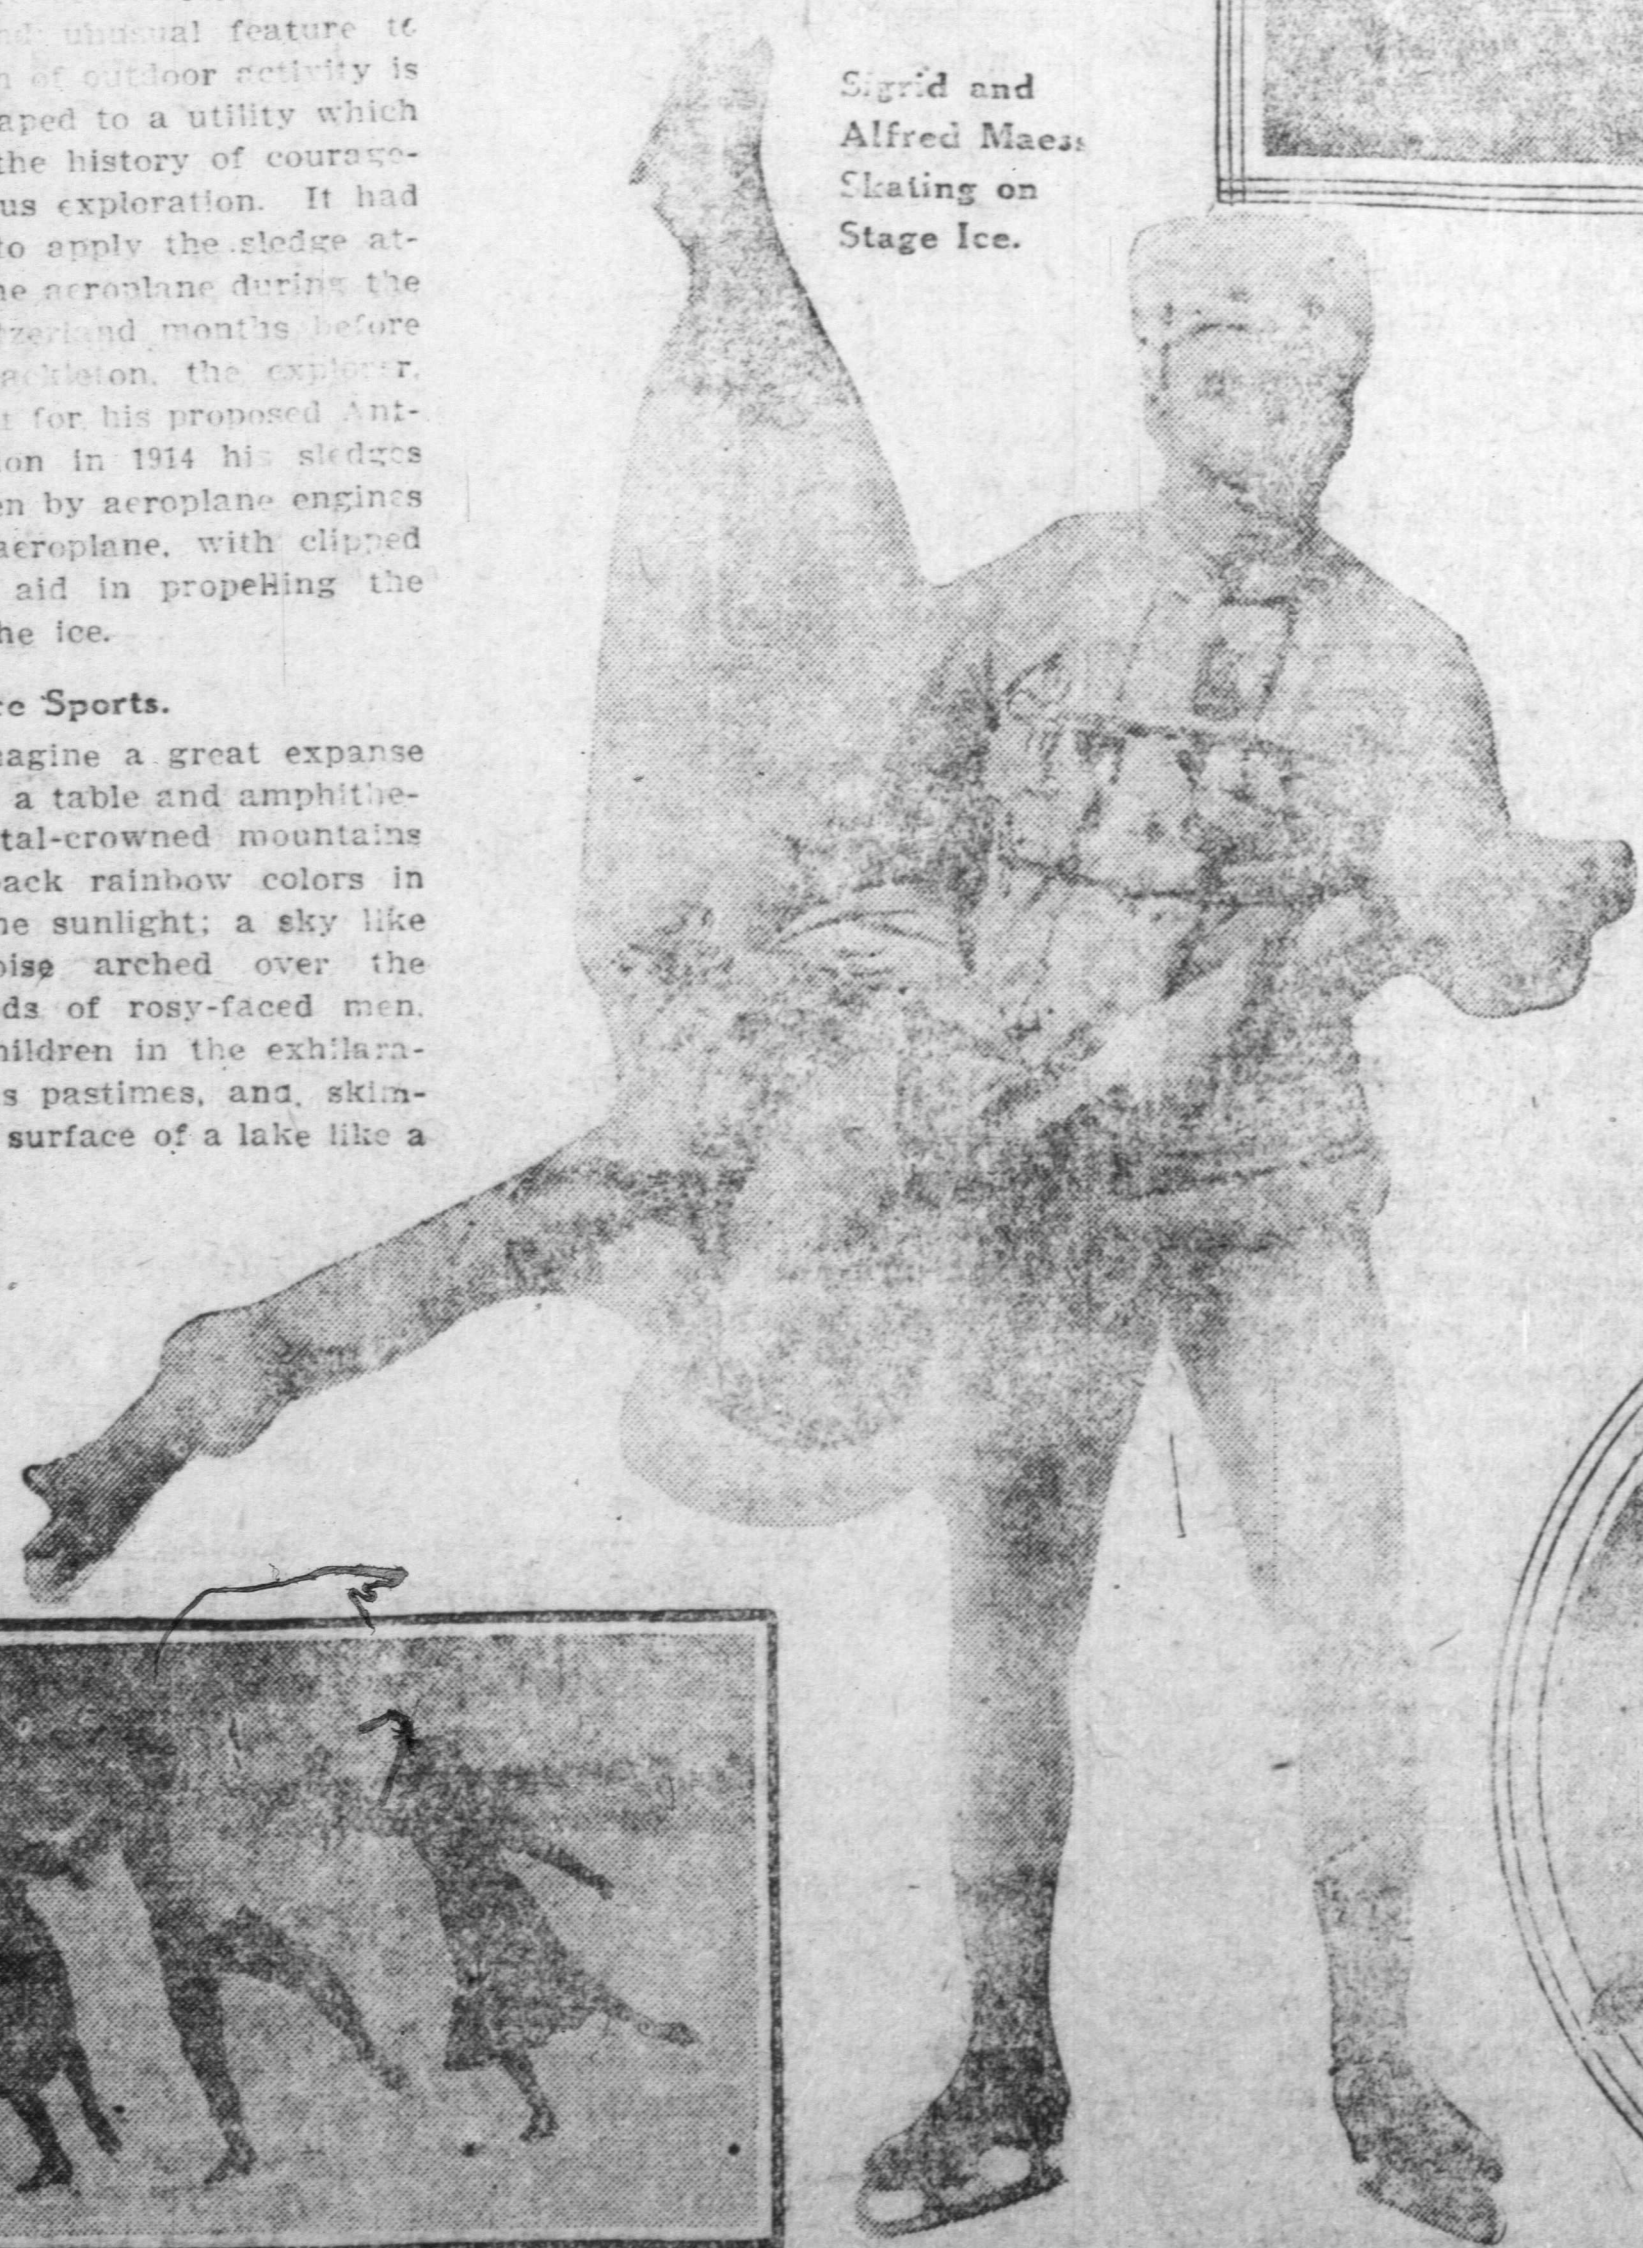 unusual feature to
of outdoor activity is
aped to a utility which
the history of courage-
us exploration. It had
to apply the sledge at-
he aeroplane during the
tzerland months before
ackleton, the explorer,
t for his proposed Ant-
ion in 1914 his sledges
en by aeroplane engines
aeroplane, with clipped
aid in propelling the
he ice.
re Sports.
agine a great expanse
a table and amphithe-
tal-crowned mountains
back rainbow colors in
he sunlight; a sky like
oise arched over the
ds of rosy-faced men,
hildren in the exhilara-
s pastimes, and, skim-
surface of a lake like a
Sigrid and
Alfred Maess
Skating on
Stage Ice.